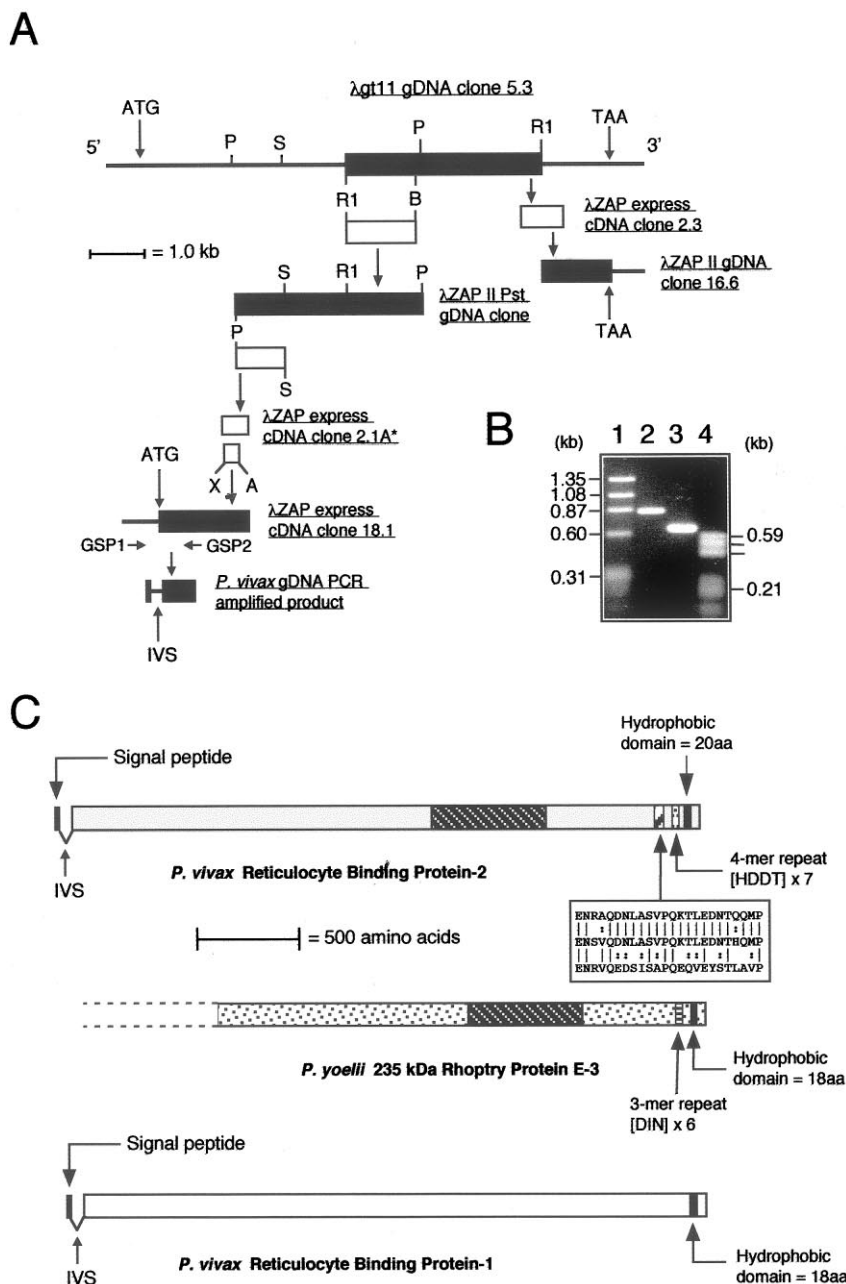 A
λgt11 gDNA clone 5.3
ATG
P
S
P
R1
TAA
5'
3'
R1
B
λZAP express
cDNA clone 2.3
= 1.0 kb
λZAP II gDNA
clone 16.6
S
R1
P
λZAP II Pst
gDNA clone
TAA
P
S
λZAP express
cDNA clone 2.1A*
ATG
X
A
λZAP express
cDNA clone 18.1
GSP1
GSP2
P. vivax gDNA PCR
amplified product
IVS
B
(kb)
1 2 3 4
(kb)
1.35
1.08
0.87
0.60
0.31
0.59
0.21
C
Signal peptide
Hydrophobic
domain = 20aa
IVS
P. vivax Reticulocyte Binding Protein-2
4-mer repeat
[HDDT] x 7
ENRAQDNLASVPQKTLEDNTQQMP
ENSVQDNLASVPQKTLEDNTHQMP
ENRVQEDSISAPQEQVEYSTLAVP
= 500 amino acids
P. yoelii 235 kDa Rhoptry Protein E-3
Hydrophobic
domain = 18aa
3-mer repeat
[DIN] x 6
Signal peptide
IVS
P. vivax Reticulocyte Binding Protein-1
Hydrophobic
domain = 18aa